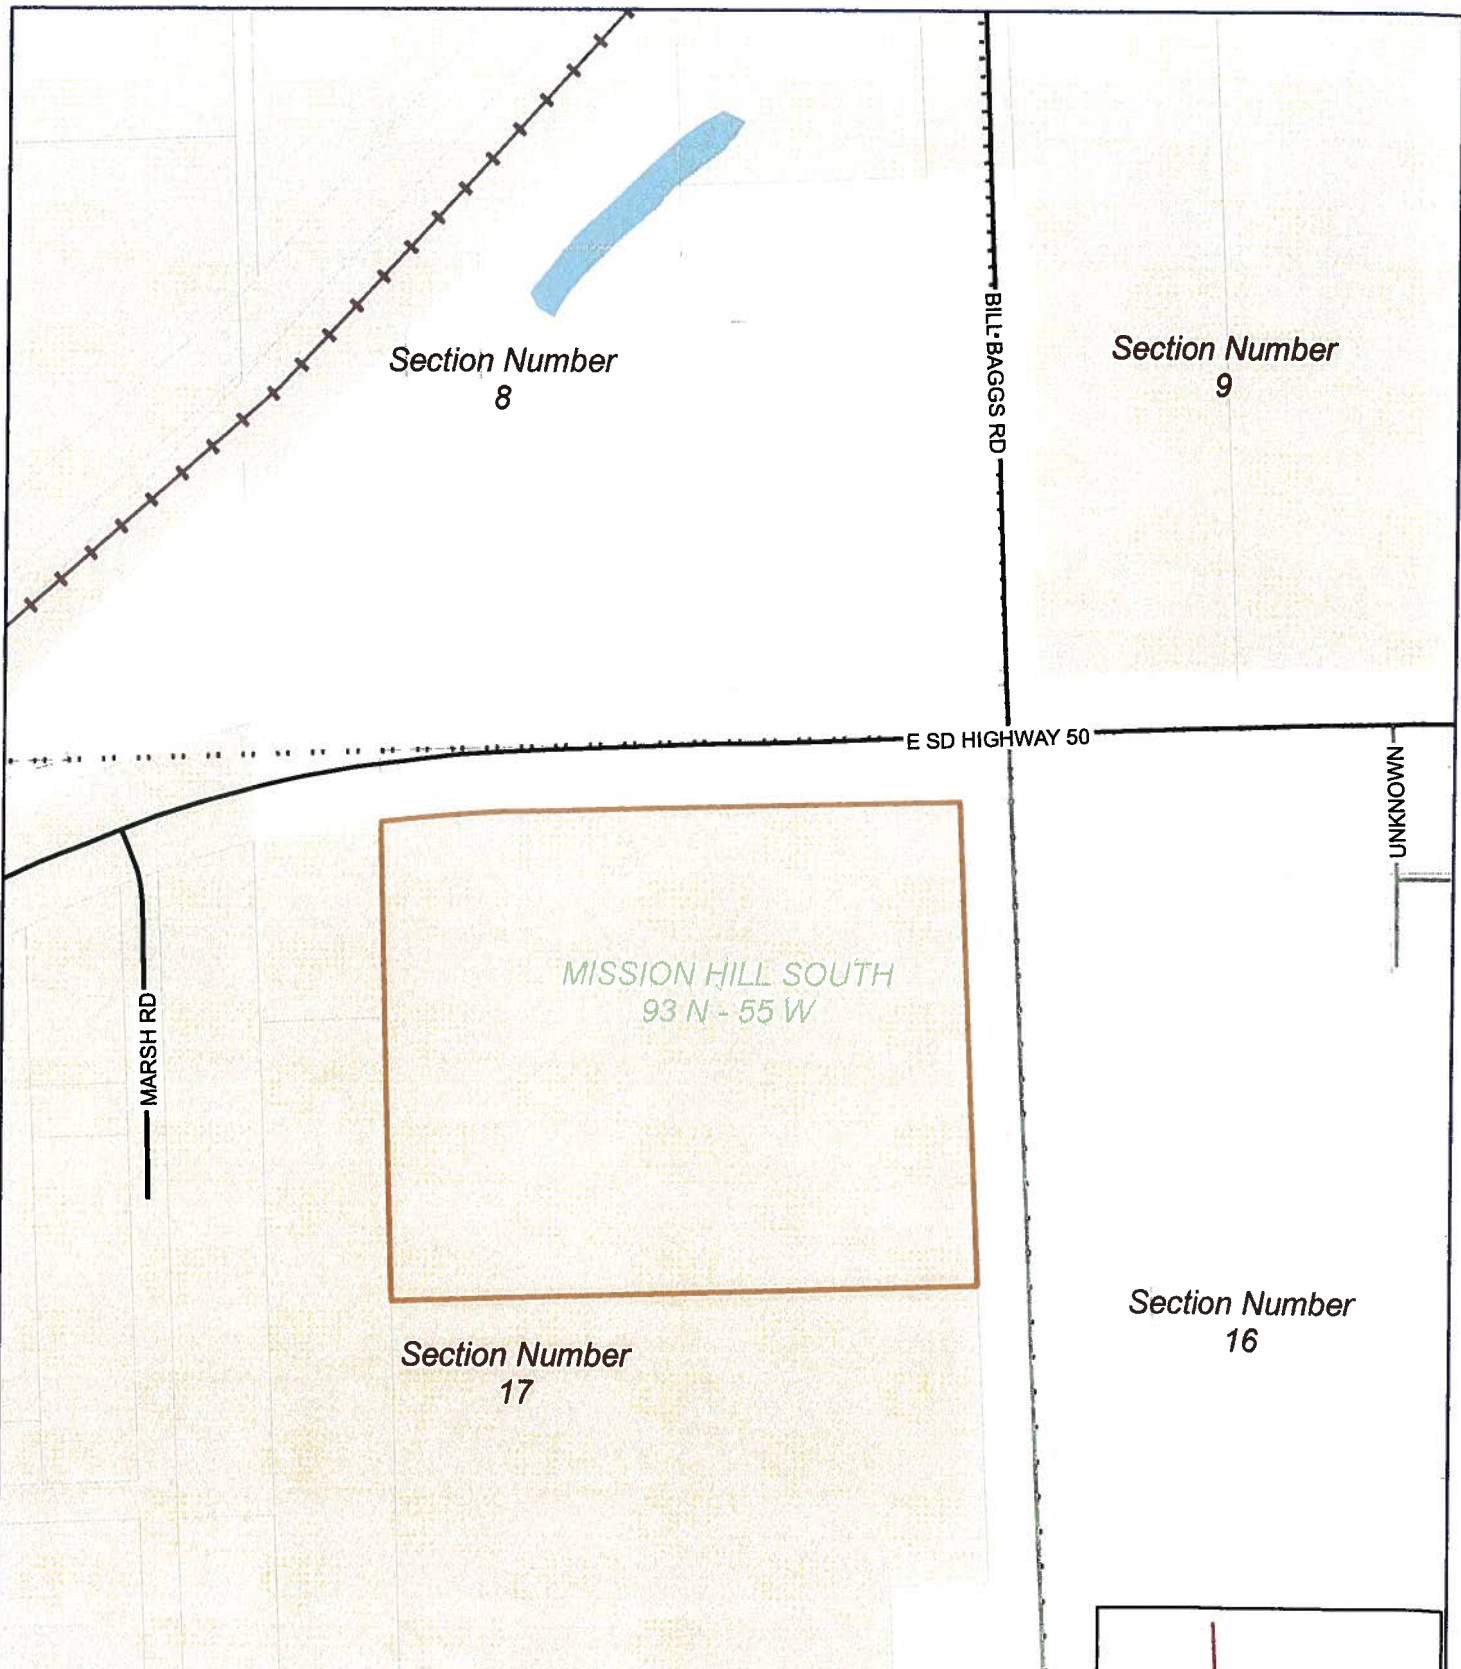 Section Number
8
BILL BAGGS RD
Section Number
9
E SD HIGHWAY 50
UNKNOWN
MISSION HILL SOUTH
93 N - 55 W
MARSH RD
Section Number
16
Section Number
17